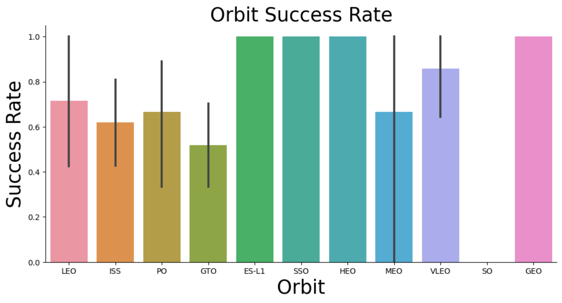 Orbit Success Rate
Success Rate
1.0
0.8
0.6
0.4
0.2
0.0
LEO ISS PO GTO ES-L1 SSO HEO MEO VLEO SO GEO
Orbit